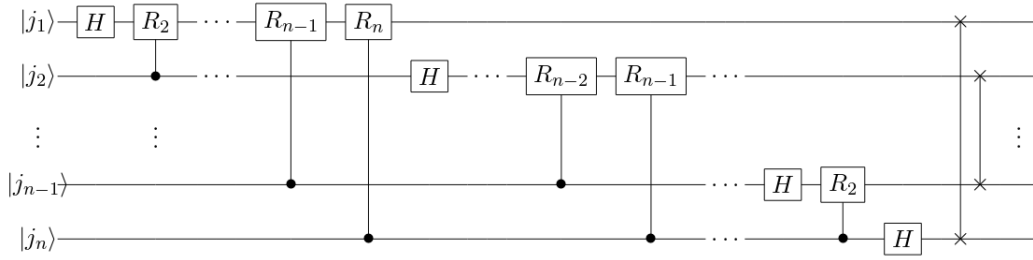 |j₁⟩ H R₂ ⋯ Rₙ₋₁ Rₙ
|j₂⟩ ⋯ H ⋯ Rₙ₋₂ Rₙ₋₁ ⋯
⋮ ⋮ ⋮
|jₙ₋₁⟩ ⋯ H R₂
|jₙ⟩ ⋯ H